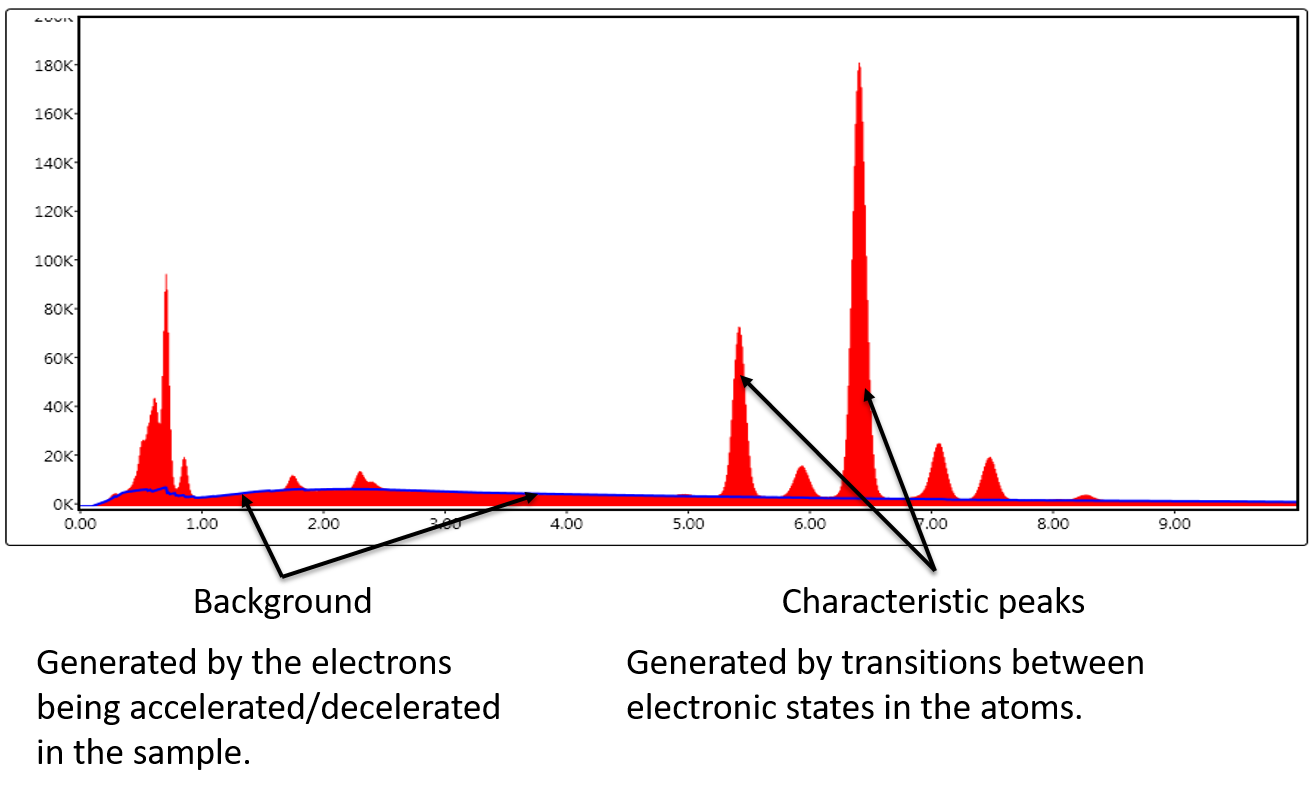 180K
160K
140K
120K
100K
80K
60K
40K
20K
0K
0.00 1.00 2.00 3.00 4.00 5.00 6.00 7.00 8.00 9.00
Background
Generated by the electrons
being accelerated/decelerated
in the sample.
Characteristic peaks
Generated by transitions between
electronic states in the atoms.